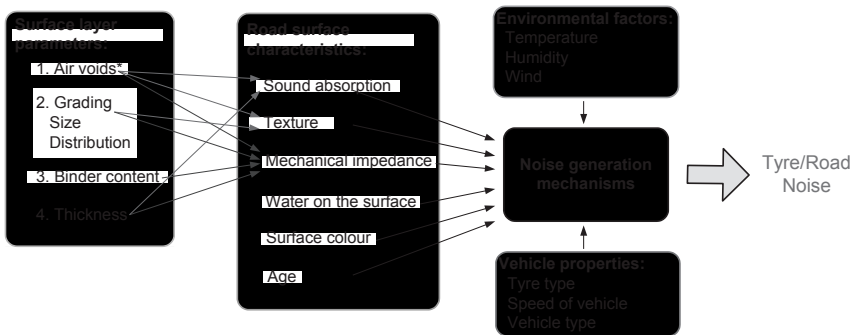 Surface layer
parameters:
1. Air voids*
2. Grading
Size
Distribution
3. Binder content
4. Thickness
Road surface
characteristics:
Sound absorption
Texture
Mechanical impedance
Water on the surface
Surface colour
Age
Environmental factors:
Temperature
Humidity
Wind
Noise generation
mechanisms
Vehicle properties:
Tyre type
Speed of vehicle
Vehicle type
Tyre/Road
Noise